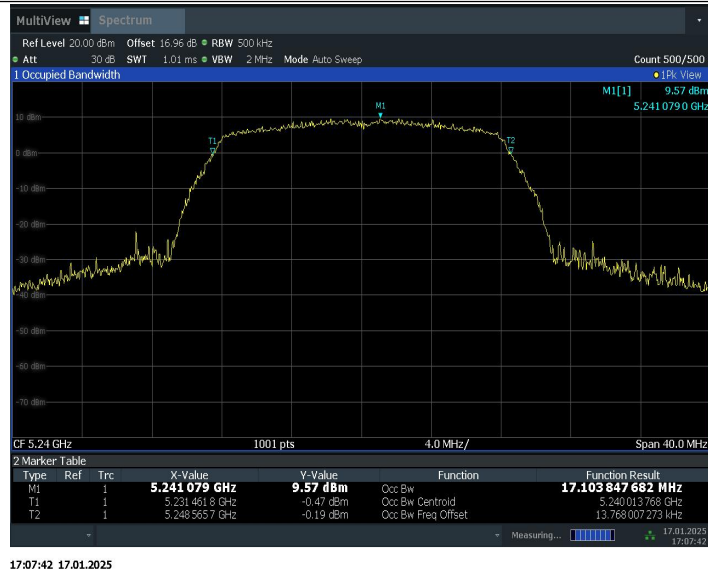 MultiView Spectrum
Ref Level 20.00 dBm Offset 16.96 dB RBW 500 kHz
Att 30 dB SWT 1.01 ms VBW 2 MHz Mode Auto Sweep Count 500/500
1 Occupied Bandwidth 1Pk View
M1[1] 9.57 dBm
5.2410790 GHz
M1
10 dBm
T1 T2
0 dBm
-10 dBm
-20 dBm
-30 dBm
-40 dBm
-50 dBm
-60 dBm
-70 dBm
CF 5.24 GHz 1001 pts 4.0 MHz/ Span 40.0 MHz
2 Marker Table
Type Ref Trc X-Value Y-Value Function Function Result
M1 1 5.241 079 GHz 9.57 dBm Occ Bw 17.103 847 682 MHz
T1 1 5.231 461 8 GHz -0.47 dBm Occ Bw Centroid 5.240 013 768 GHz
T2 1 5.248 565 7 GHz -0.19 dBm Occ Bw Freq Offset 13.768 007 273 kHz
Measuring... 17.01.2025
17:07:42
17:07:42 17.01.2025